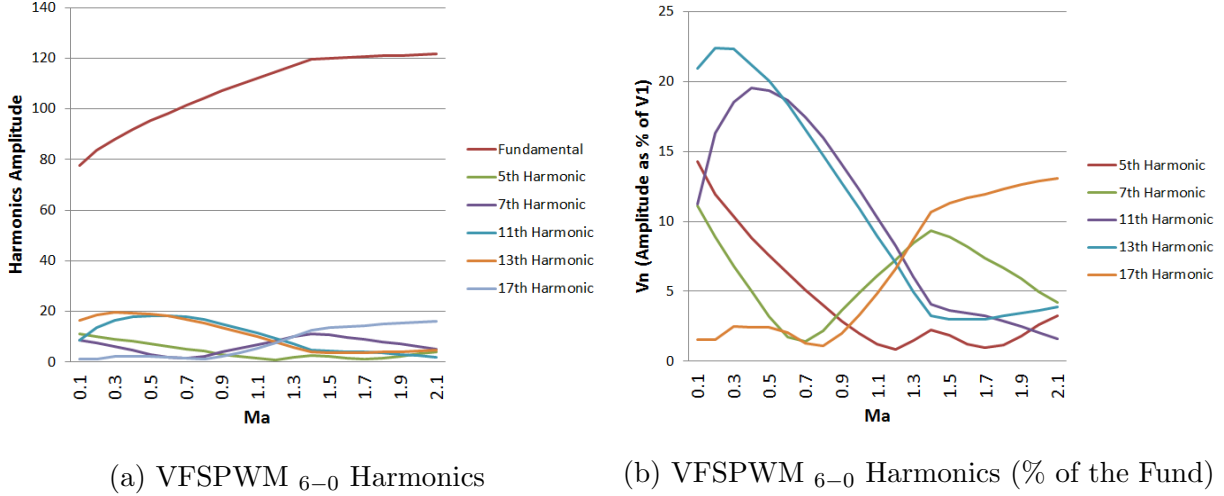 140
120
100
80
60
40
20
0
Harmonics Amplitude
0.1 0.3 0.5 0.7 0.9 1.1 1.3 1.5 1.7 1.9 2.1
Ma
Fundamental
5th Harmonic
7th Harmonic
11th Harmonic
13th Harmonic
17th Harmonic
(a) VFSPWM 6−0 Harmonics
25
20
15
10
5
0
Vn (Amplitude as % of V1)
0.1 0.3 0.5 0.7 0.9 1.1 1.3 1.5 1.7 1.9 2.1
Ma
5th Harmonic
7th Harmonic
11th Harmonic
13th Harmonic
17th Harmonic
(b) VFSPWM 6−0 Harmonics (% of the Fund)